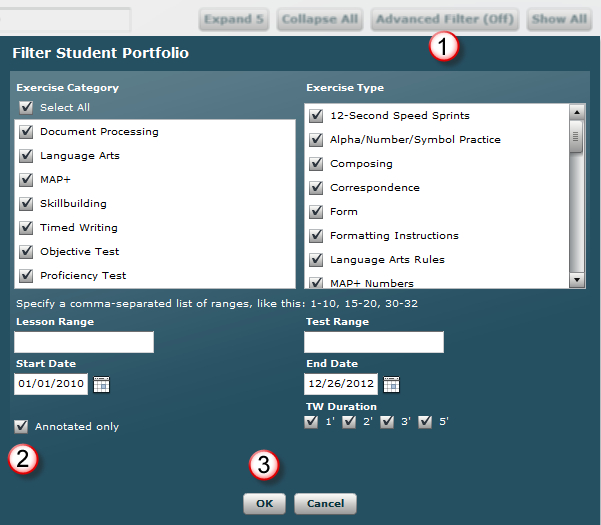 Expand 5 Collapse All Advanced Filter (Off) Show All
1
Filter Student Portfolio
Exercise Category
Select All
Document Processing
Language Arts
MAP+
Skillbuilding
Timed Writing
Objective Test
Proficiency Test
Exercise Type
12-Second Speed Sprints
Alpha/Number/Symbol Practice
Composing
Correspondence
Form
Formatting Instructions
Language Arts Rules
MAP+ Numbers
Specify a comma-separated list of ranges, like this: 1-10, 15-20, 30-32
Lesson Range Test Range
Start Date End Date
01/01/2010 12/26/2012
TW Duration
Annotated only 1' 2' 3' 5'
2
3
OK Cancel